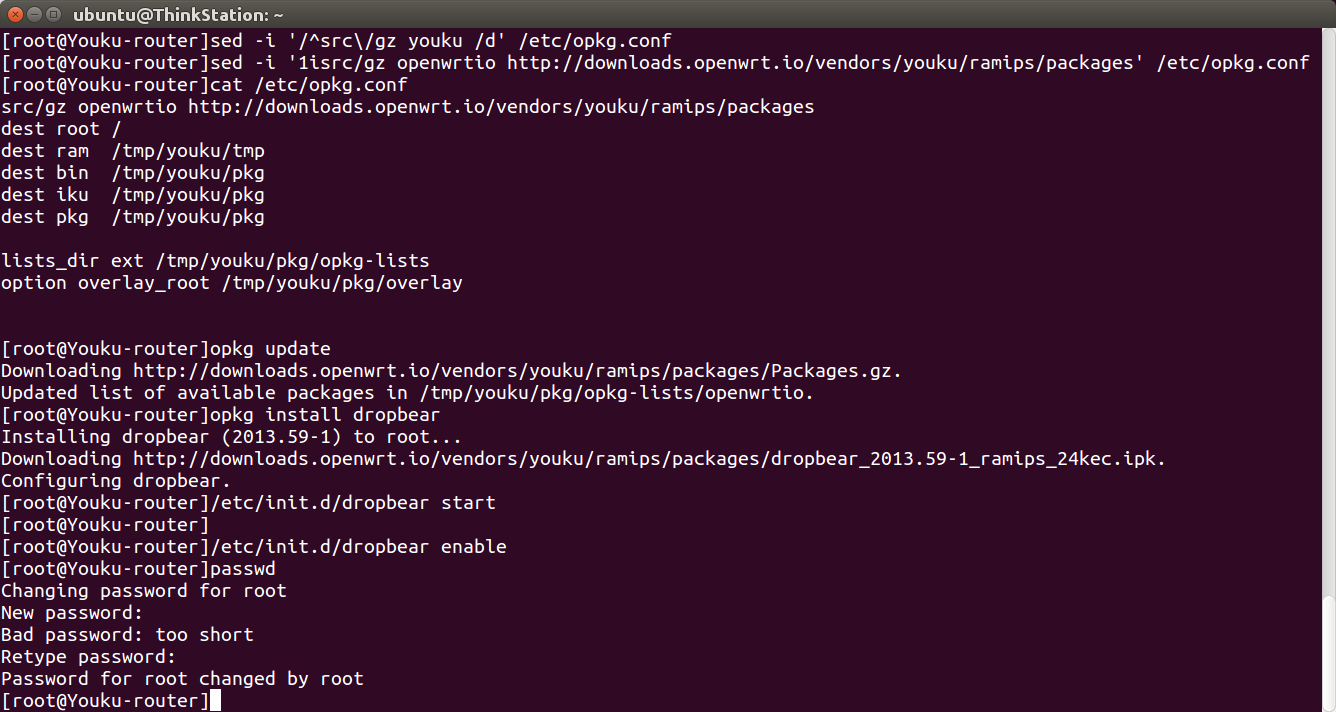 ubuntu@ThinkStation: ~
[root@Youku-router]sed -i '/^src\/gz youku /d' /etc/opkg.conf
[root@Youku-router]sed -i '1isrc/gz openwrtio http://downloads.openwrt.io/vendors/youku/ramips/packages' /etc/opkg.conf
[root@Youku-router]cat /etc/opkg.conf
src/gz openwrtio http://downloads.openwrt.io/vendors/youku/ramips/packages
dest root /
dest ram  /tmp/youku/tmp
dest bin  /tmp/youku/pkg
dest iku  /tmp/youku/pkg
dest pkg  /tmp/youku/pkg
lists_dir ext /tmp/youku/pkg/opkg-lists
option overlay_root /tmp/youku/pkg/overlay
[root@Youku-router]opkg update
Downloading http://downloads.openwrt.io/vendors/youku/ramips/packages/Packages.gz.
Updated list of available packages in /tmp/youku/pkg/opkg-lists/openwrtio.
[root@Youku-router]opkg install dropbear
Installing dropbear (2013.59-1) to root...
Downloading http://downloads.openwrt.io/vendors/youku/ramips/packages/dropbear_2013.59-1_ramips_24kec.ipk.
Configuring dropbear.
[root@Youku-router]/etc/init.d/dropbear start
[root@Youku-router]
[root@Youku-router]/etc/init.d/dropbear enable
[root@Youku-router]passwd
Changing password for root
New password:
Bad password: too short
Retype password:
Password for root changed by root
[root@Youku-router]